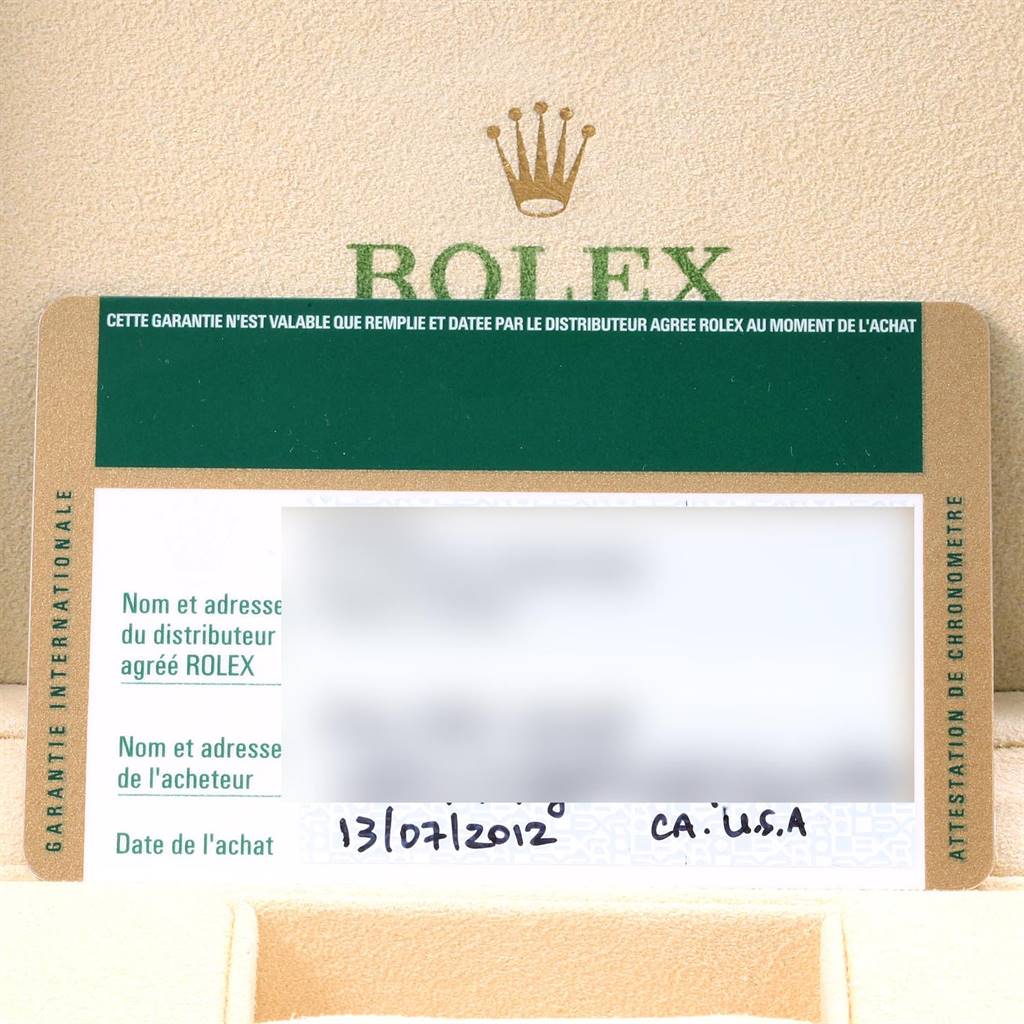 ROLEX
CETTE GARANTIE N'EST VALABLE QUE REMPLIE ET DATEE PAR LE DISTRIBUTEUR AGREE ROLEX AU MOMENT DE L'ACHAT
GARANTIE INTERNATIONALE
Nom et adresse
du distributeur
agréé ROLEX
Nom et adresse
de l'acheteur
Date de l'achat 13/07/2012 CA. U.S.A
ATTESTATION DE CHRONOMETRE